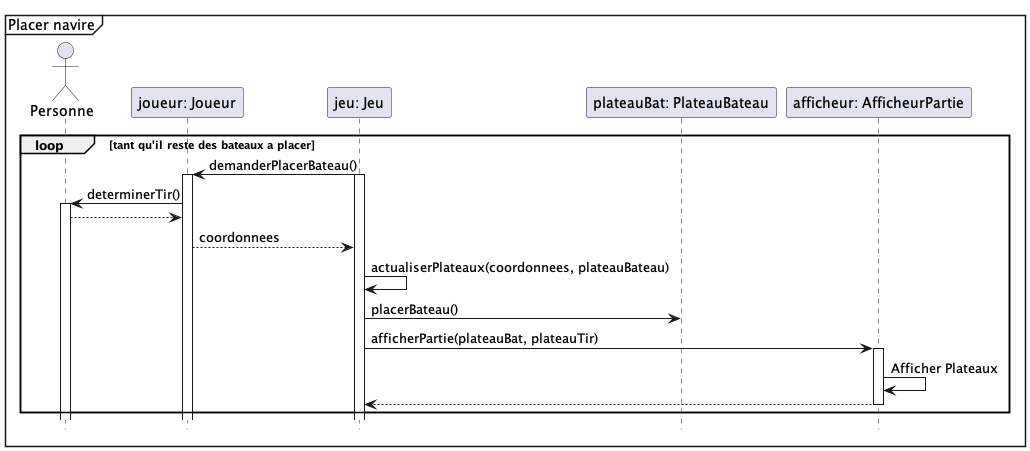 Placer navire
Personne
joueur: Joueur
jeu: Jeu
plateauBat: PlateauBateau
afficheur: AfficheurPartie
loop
[tant qu'il reste des bateaux a placer]
demanderPlacerBateau()
determinerTir()
coordonnees
actualiserPlateaux(coordonnees, plateauBateau)
placerBateau()
afficherPartie(plateauBat, plateauTir)
Afficher Plateaux